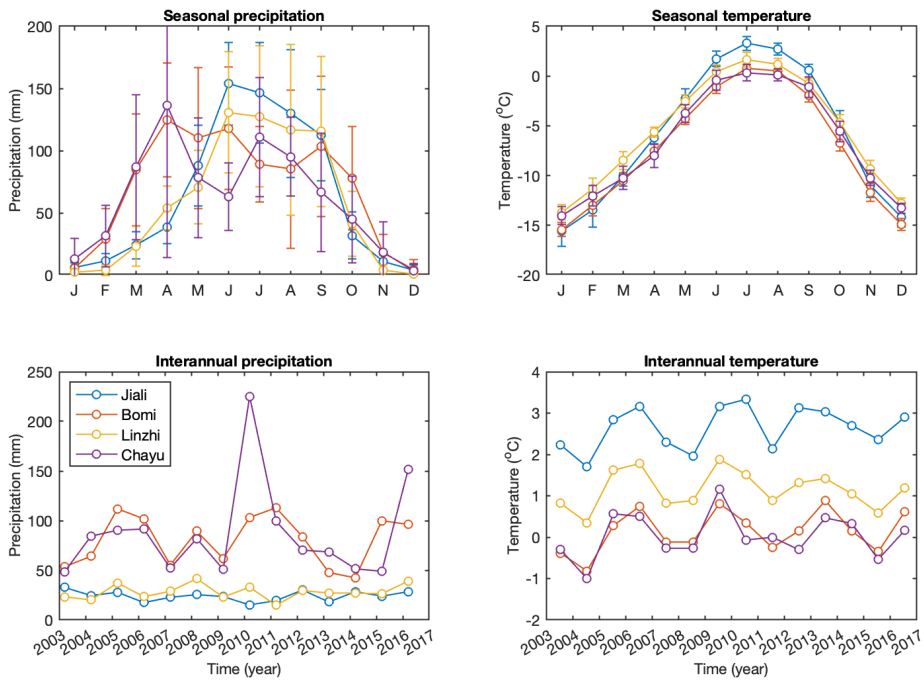 Seasonal precipitation
Precipitation (mm)
200
150
100
50
0
J F M A M J J A S O N D
Seasonal temperature
Temperature (°C)
5
0
-5
-10
-15
-20
J F M A M J J A S O N D
Interannual precipitation
Precipitation (mm)
250
200
150
100
50
0
Jiali
Bomi
Linzhi
Chayu
2003 2004 2005 2006 2007 2008 2009 2010 2011 2012 2013 2014 2015 2016 2017
Time (year)
Interannual temperature
Temperature (°C)
4
3
2
1
0
-1
-2
2003 2004 2005 2006 2007 2008 2009 2010 2011 2012 2013 2014 2015 2016 2017
Time (year)